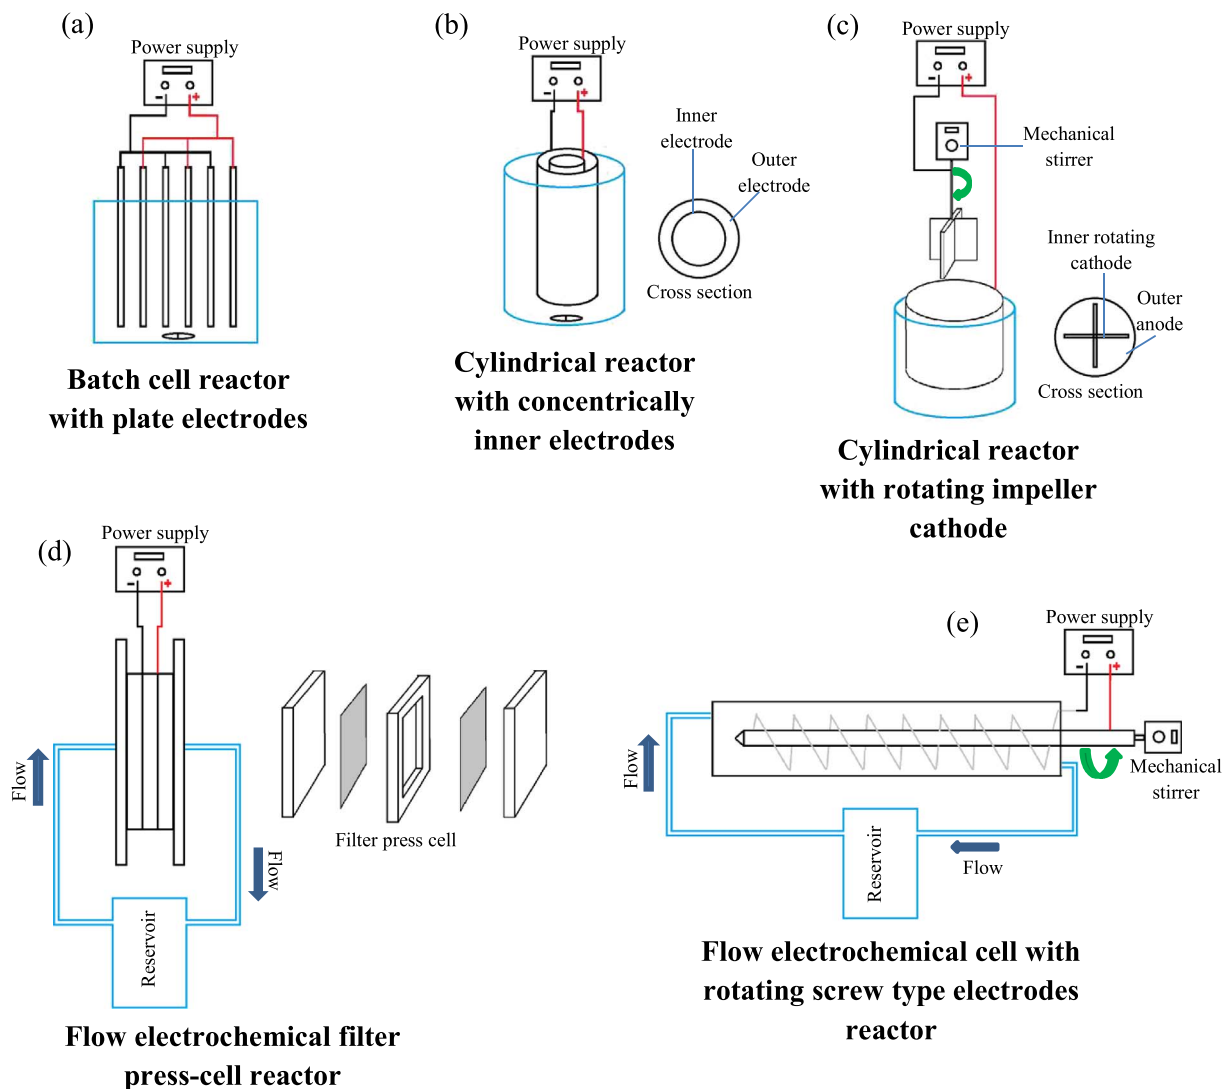 (a)
Power supply
-
+
Batch cell reactor
with plate electrodes
(b)
Power supply
-
+
Inner
electrode
Outer
electrode
Cross section
Cylindrical reactor
with concentrically
inner electrodes
(c)
Power supply
-
+
Mechanical
stirrer
Inner rotating
cathode
Outer
anode
Cross section
Cylindrical reactor
with rotating impeller
cathode
(d)
Power supply
-
+
Flow
Flow
Reservoir
Filter press cell
Flow electrochemical filter
press-cell reactor
(e)
Power supply
-
+
Mechanical
stirrer
Flow
Flow
Reservoir
Flow electrochemical cell with
rotating screw type electrodes
reactor